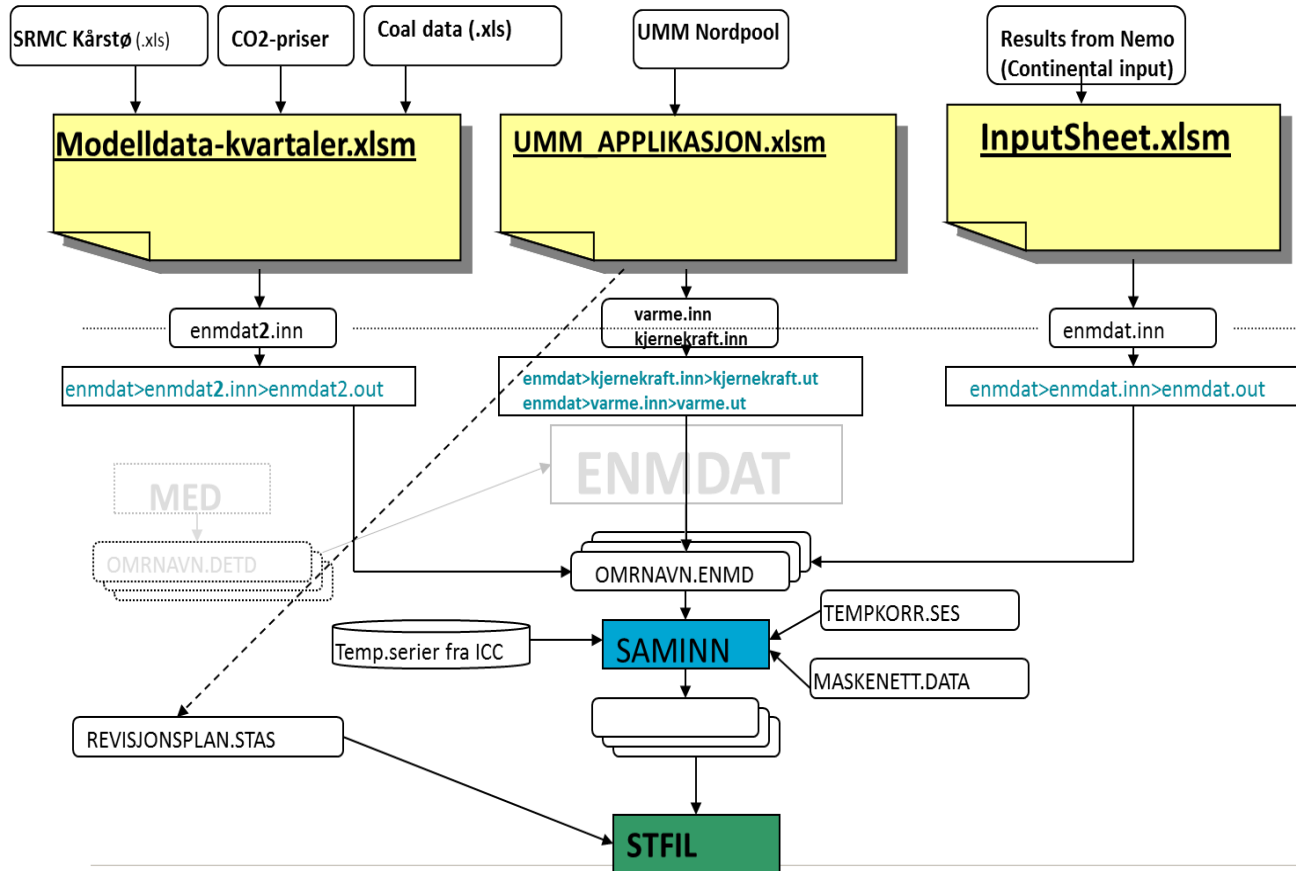 SRMC Kårstø (.xls)
CO2-priser
Coal data (.xls)
UMM Nordpool
Results from Nemo
(Continental input)
Modelldata-kvartaler.xlsm
UMM_APPLIKASJON.xlsm
InputSheet.xlsm
enmdat2.inn
varme.inn
kjernekraft.inn
enmdat.inn
enmdat>enmdat2.inn>enmdat2.out
enmdat>kjernekraft.inn>kjernekraft.ut
enmdat>varme.inn>varme.ut
enmdat>enmdat.inn>enmdat.out
MED
ENMDAT
OMRNAVN.DETD
OMRNAVN.ENMD
TEMPKORR.SES
Temp.serier fra ICC
SAMINN
MASKENETT.DATA
REVISJONSPLAN.STAS
STFIL